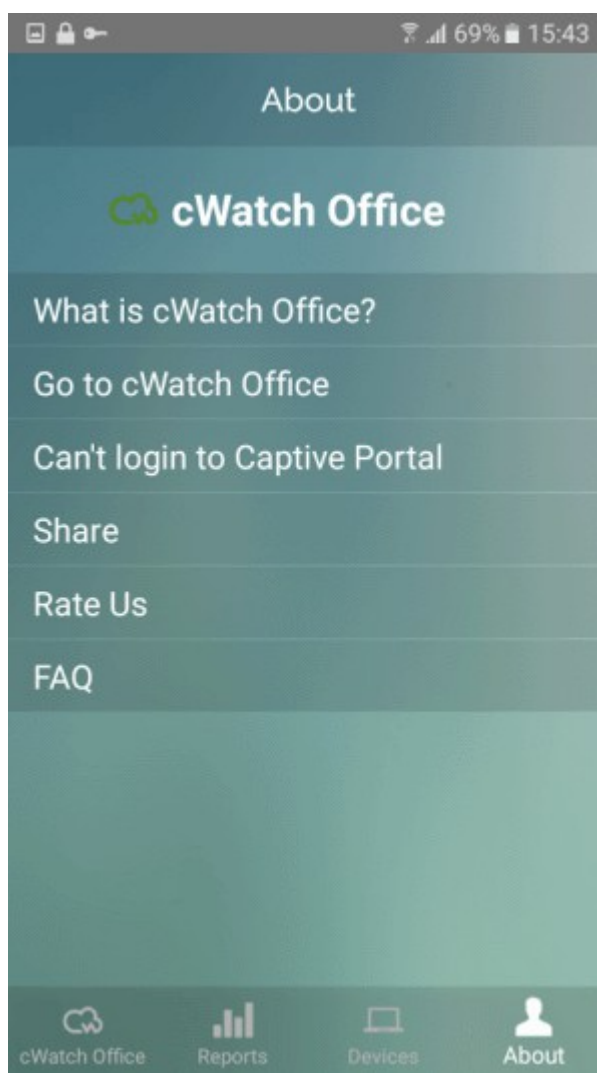 69% 15:43
About
cWatch Office
What is cWatch Office?
Go to cWatch Office
Can't login to Captive Portal
Share
Rate Us
FAQ
cWatch Office Reports Devices About